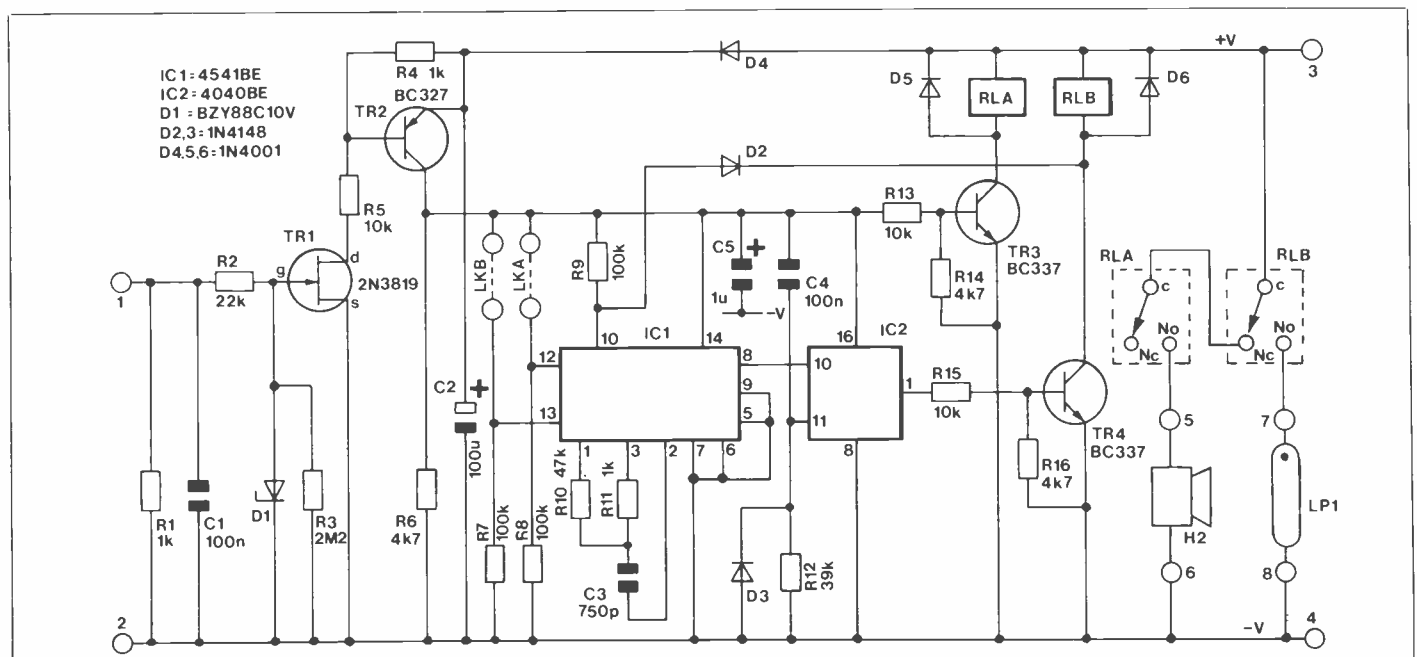 IC1=4541BE
IC2=4040BE
D1=BZY88C10V
D2,3=1N4148
D4,5,6=1N4001
R4 1k
BC327
TR2
D4
D5
RLA
RLB
D6
+V
3
D2
R5
10k
TR1
d
g
s
2N3819
R2
22k
1
LKB
LKA
R9
100k
C5
1u
-V
C4
100n
R13
10k
TR3
BC337
R14
4k7
RLA
c
Nc
No
RLB
c
Nc
No
10
IC1
14
12
13
8
9
5
1
3
2
7
6
IC2
16
10
11
1
8
R15
10k
TR4
BC337
R16
4k7
5
7
C2
100u
R1
1k
C1
100n
D1
R3
2M2
R6
4k7
R7
100k
R8
100k
R10
47k
R11
1k
C3
750p
D3
R12
39k
H2
LP1
6
8
2
-V
4